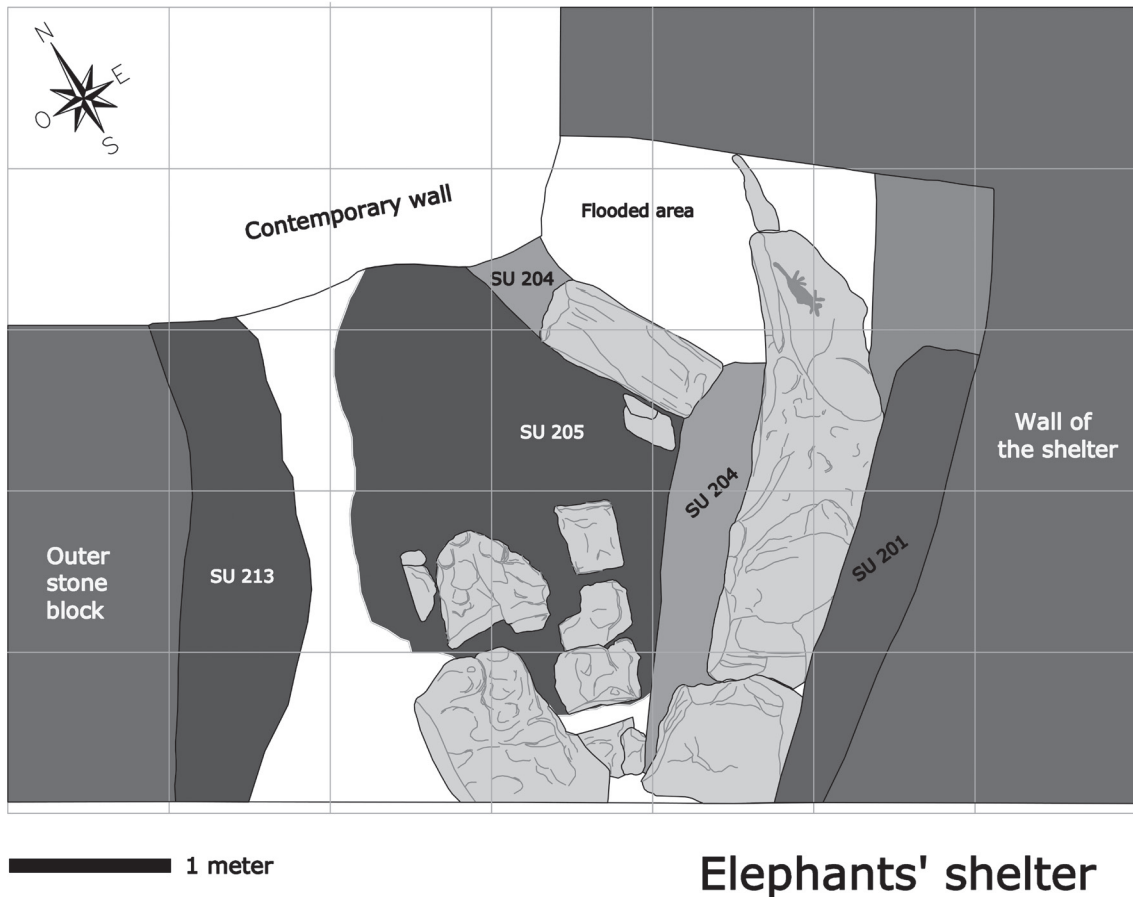 N
E
O
S
Contemporary wall
Flooded area
SU 204
SU 205
Wall of
the shelter
SU 204
SU 201
Outer
stone
block
SU 213
1 meter
Elephants' shelter